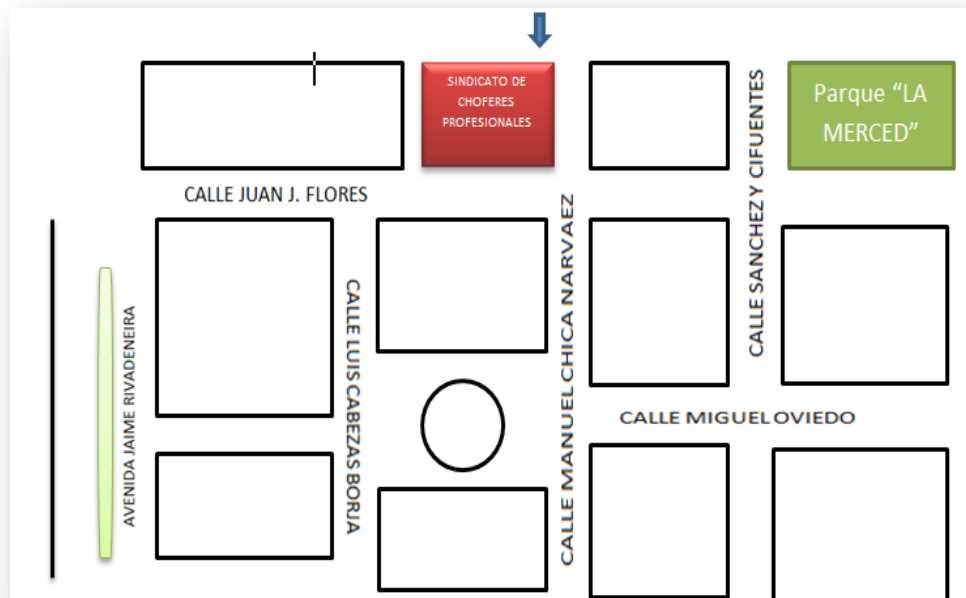 SINDICATO DE
CHOFERES
PROFESIONALES
Parque “LA
MERCED”
CALLE SANCHEZ Y CIFUENTES
CALLE JUAN J. FLORES
CALLE MANUEL CHICA NARVAEZ
CALLE LUIS CABEZAS BORJA
AVENIDA JAIME RIVADENEIRA
CALLE MIGUEL OVIEDO